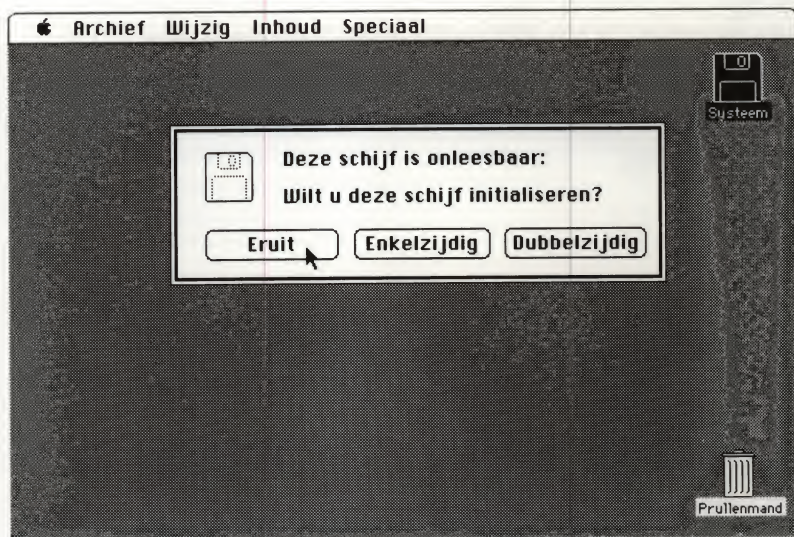 Archief Wijzig Inhoud Speciaal
Systeem
Deze schijf is onleesbaar:
Wilt u deze schijf initialiseren?
Eruit Enkelzijdig Dubbelzijdig
Prullenmand